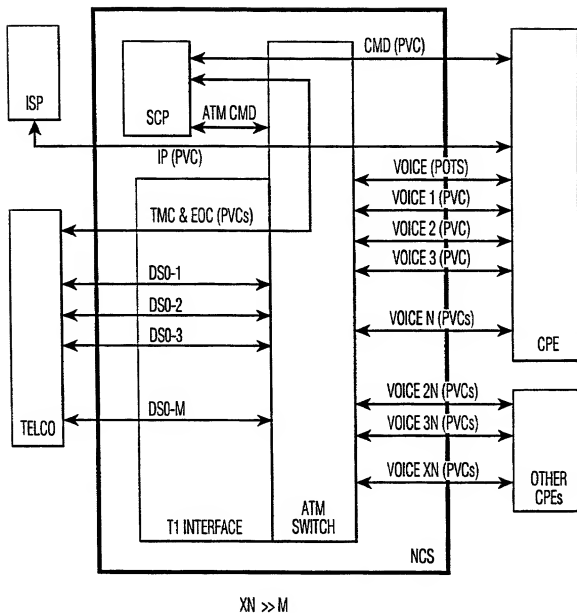 CMD (PVC)
ISP
SCP
ATM CMD
IP (PVC)
VOICE (POTS)
VOICE 1 (PVC)
TMC & EOC (PVCs)
VOICE 2 (PVC)
VOICE 3 (PVC)
DS0-1
DS0-2
VOICE N (PVCs)
DS0-3
CPE
VOICE 2N (PVCs)
DS0-M
VOICE 3N (PVCs)
TELCO
VOICE XN (PVCs)
OTHER
CPEs
ATM
SWITCH
T1 INTERFACE
NCS
XN >> M